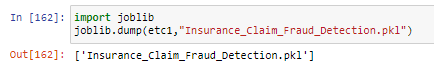 In [162]: import joblib
joblib.dump(etc1,"Insurance_Claim_Fraud_Detection.pkl")
Out[162]: ['Insurance_Claim_Fraud_Detection.pkl']